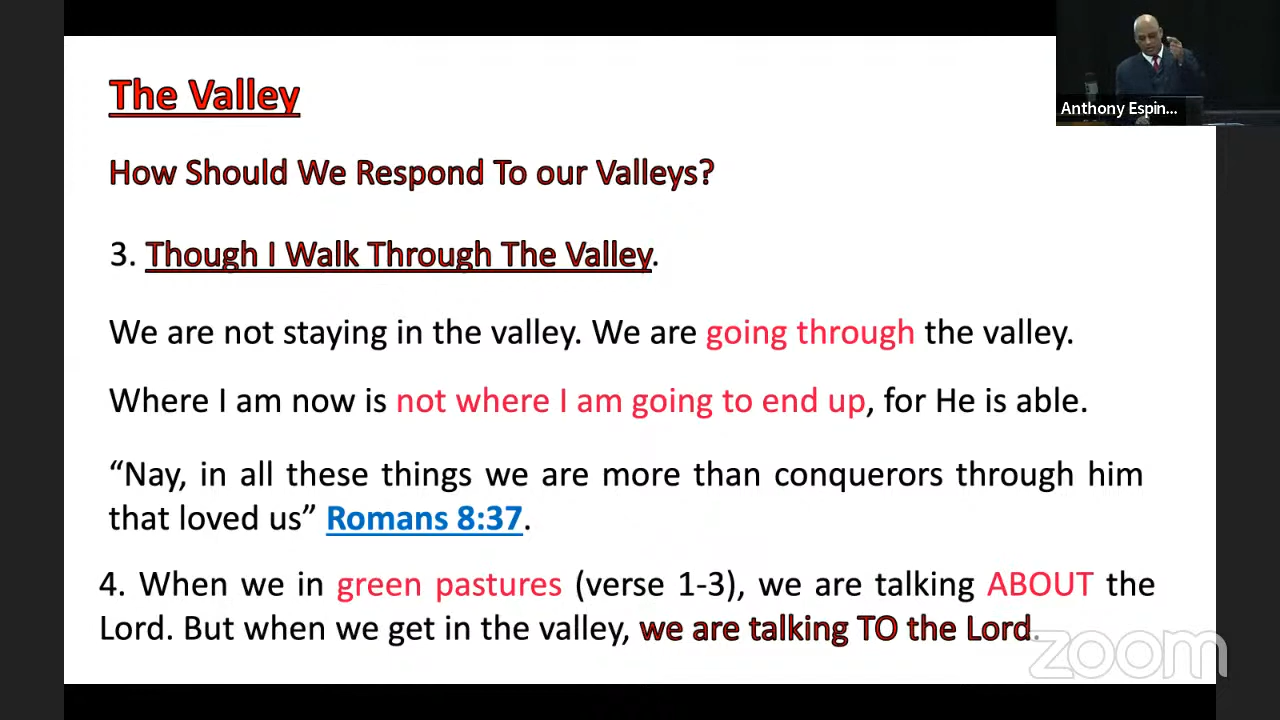 The Valley
Anthony Espin...
How Should We Respond To our Valleys?
3. Though I Walk Through The Valley.
We are not staying in the valley. We are going through the valley.
Where I am now is not where I am going to end up, for He is able.
“Nay, in all these things we are more than conquerors through him
that loved us” Romans 8:37.
4. When we in green pastures (verse 1-3), we are talking ABOUT the
Lord. But when we get in the valley, we are talking TO the Lord.
zoom